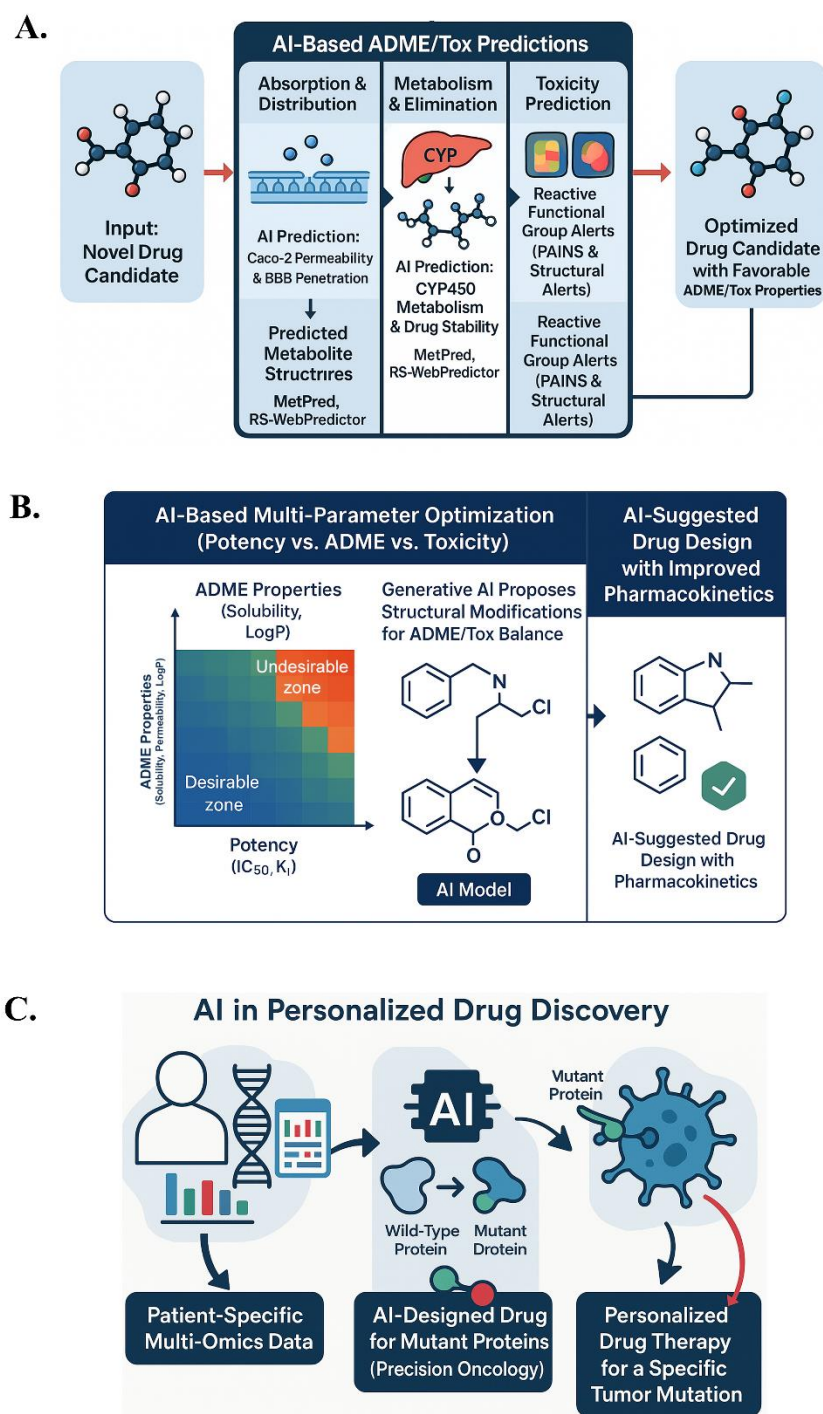 A.
AI-Based ADME/Tox Predictions
Input:
Novel Drug
Candidate
Absorption &
Distribution
AI Prediction:
Caco-2 Permeability
& BBB Penetration
Predicted
Metabolite
Structrıres
MetPred,
RS-WebPredictor
Metabolism
& Elimination
CYP
AI Prediction:
CYP450
Metabolism
& Drug Stability
MetPred,
RS-WebPredictor
Toxicity
Prediction
Reactive
Functional
Group Alerts
(PAINS &
Structural
Alerts)
Reactive
Functional
Group Alerts
(PAINS &
Structural
Alerts)
Optimized
Drug Candidate
with Favorable
ADME/Tox Properties
B.
AI-Based Multi-Parameter Optimization
(Potency vs. ADME vs. Toxicity)
ADME Properties
(Solubility,
LogP)
ADME Properties
(Solubility, Permeability, LogP)
Undesirable
zone
Desirable
zone
Potency
(IC50, KI)
Generative AI Proposes
Structural Modifications
for ADME/Tox Balance
N
Cl
O
Cl
O
AI Model
AI-Suggested
Drug Design
with Improved
Pharmacokinetics
N
AI-Suggested Drug
Design with
Pharmacokinetics
C.
AI in Personalized Drug Discovery
Patient-Specific
Multi-Omics Data
AI
Wild-Type
Protein
Mutant
Drotein
AI-Designed Drug
for Mutant Proteins
(Precision Oncology)
Mutant
Protein
Personalized
Drug Therapy
for a Specific
Tumor Mutation